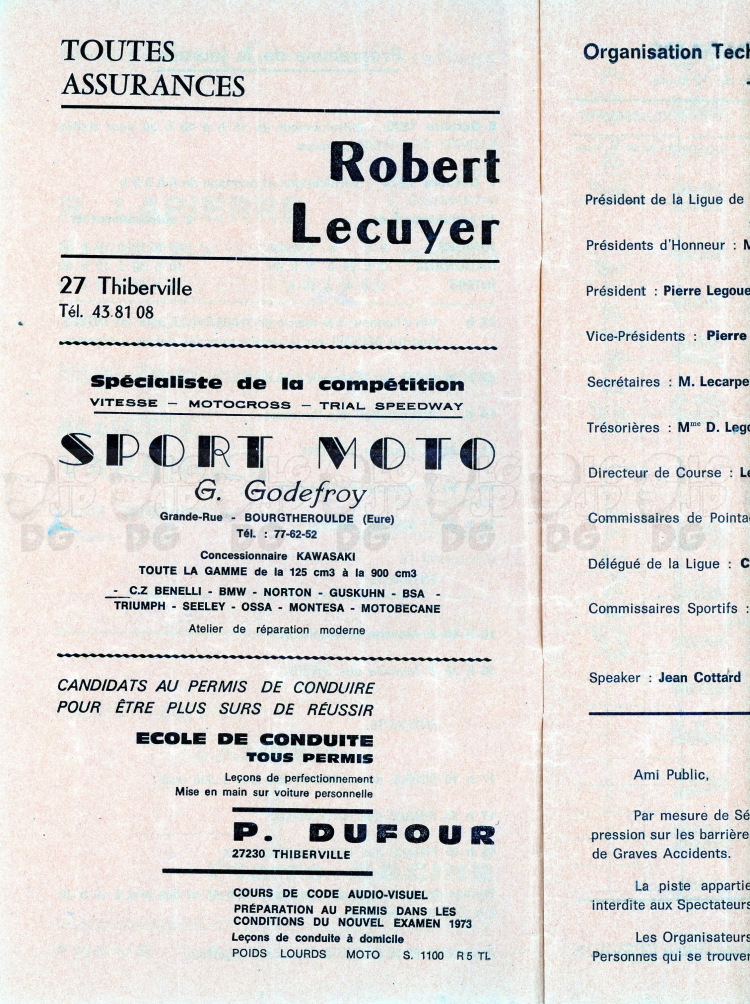 TOUTES
ASSURANCES
Robert
Lecuyer
27 Thiberville
Tél. 43.81 08
Spécialiste de la compétition
VITESSE - MOTOCROSS - TRIAL SPEEDWAY
SPORT MOTO
G. Godefroy
Grande-Rue - BOURGTHEROULDE (Eure)
Tél. : 77-62-52
Concessionnaire KAWASAKI
TOUTE LA GAMME de la 125 cm3 à la 900 cm3
- C.Z BENELLI - BMW - NORTON - GUSKUHN - BSA -
TRIUMPH - SEELEY - OSSA - MONTESA - MOTOBECANE
Atelier de réparation moderne
CANDIDATS AU PERMIS DE CONDUIRE
POUR ÊTRE PLUS SURS DE RÉUSSIR
ECOLE DE CONDUITE
TOUS PERMIS
Leçons de perfectionnement
Mise en main sur voiture personnelle
P. DUFOUR
27230 THIBERVILLE
COURS DE CODE AUDIO-VISUEL
PRÉPARATION AU PERMIS DANS LES
CONDITIONS DU NOUVEL EXAMEN 1973
Leçons de conduite à domicile
POIDS LOURDS MOTO S. 1100 R 5 TL
Organisation Tech
Président de la Ligue de
Présidents d'Honneur : M
Président : Pierre Legoue
Vice-Présidents : Pierre
Secrétaires : M. Lecarpe
Trésorières : Mme D. Lego
Directeur de Course : Le
Commissaires de Pointa
Délégué de la Ligue : C
Commissaires Sportifs :
Speaker : Jean Cottard
Ami Public,
Par mesure de Sé
pression sur les barrière
de Graves Accidents.
La piste appartie
interdite aux Spectateurs
Les Organisateurs
Personnes qui se trouver